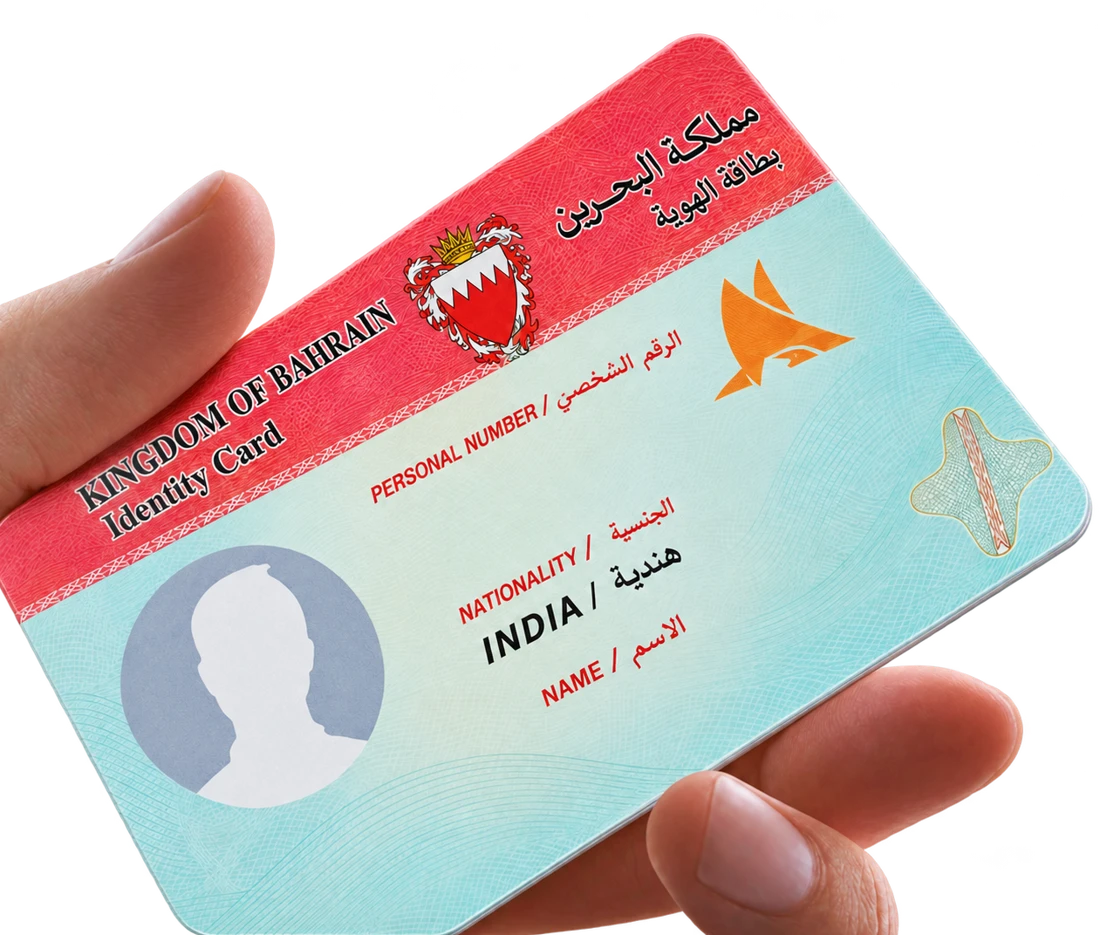 مملكة البحرين
بطاقة الهوية
KINGDOM OF BAHRAIN
Identity Card
PERSONAL NUMBER / الرقم الشخصي
NATIONALITY / الجنسية
INDIA / هندية
NAME / الاسم